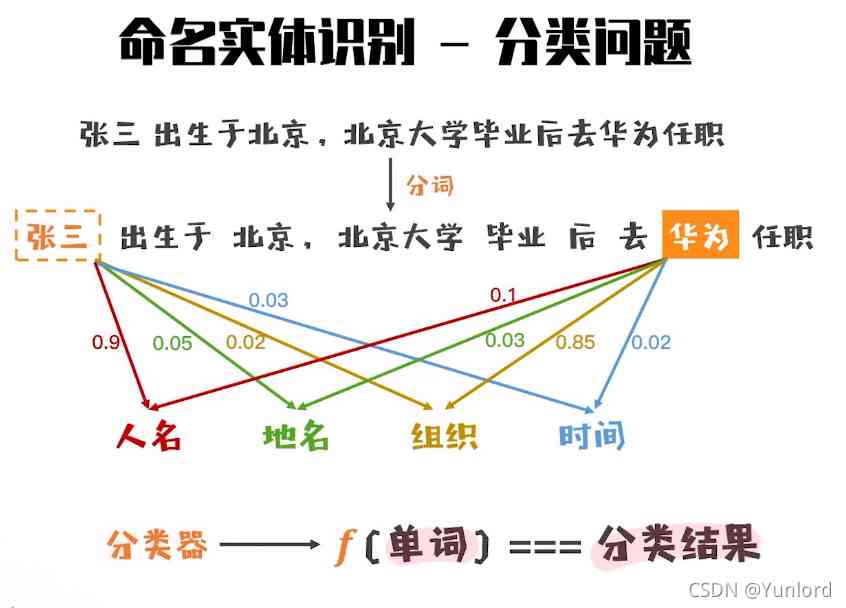 命名实体识别 - 分类问题
张三 出生于北京，北京大学毕业后去华为任职
分词
张三 出生于 北京， 北京大学 毕业 后 去 华为 任职
0.03 0.1
0.9 0.05 0.02 0.03 0.85 0.02
人名 地名 组织 时间
分类器 f(单词) === 分类结果
CSDN @Yunlord